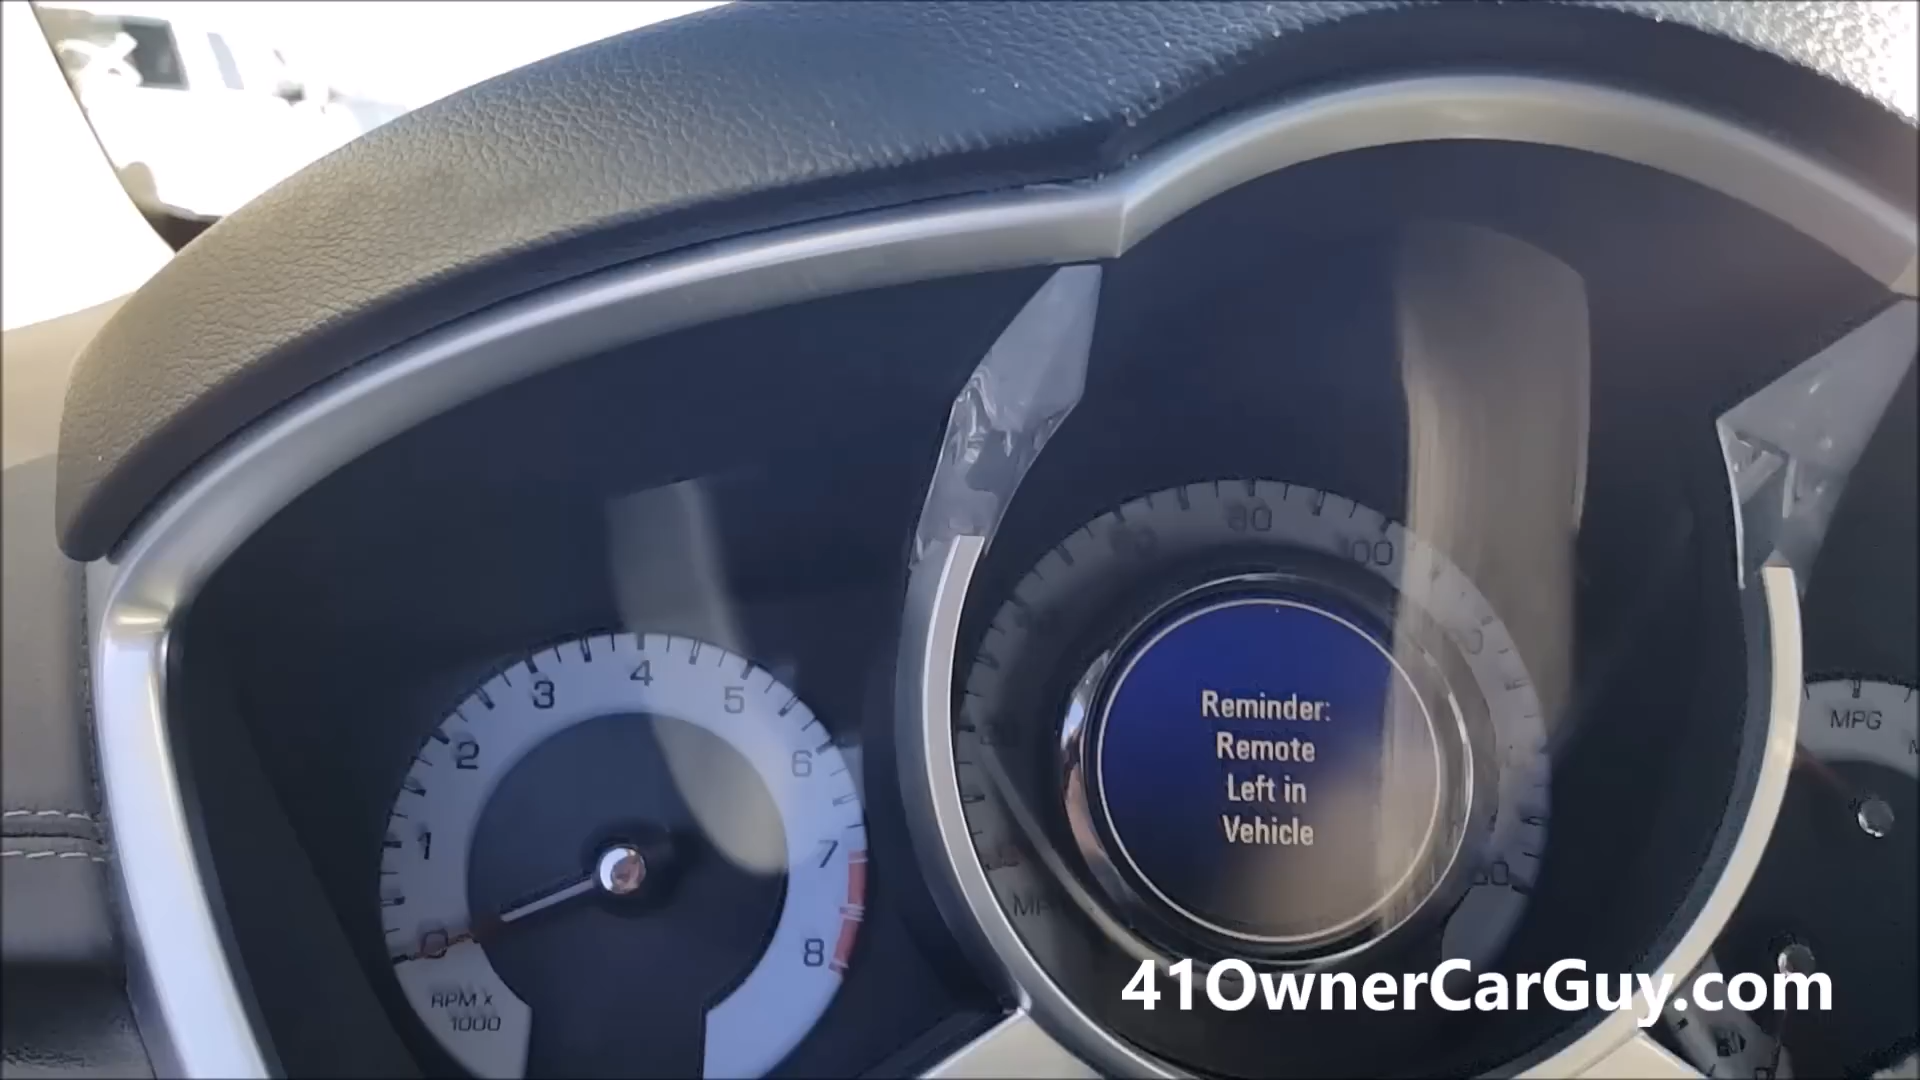 3 4 5
2 6
1 7
0 8
RPM x
1000
80
100
Reminder:
Remote
Left in
Vehicle
MPG
41OwnerCarGuy.com